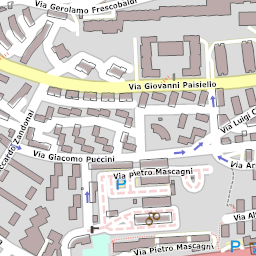 Via Gerolamo Frescobaldi
Via Giovanni Paisiello
Via Luigi C
Riccardo Zandonai
Via Giacomo Puccini
Via Ar
Via pietro Mascagni
P
Via Al
Via Pietro Mascagni
P